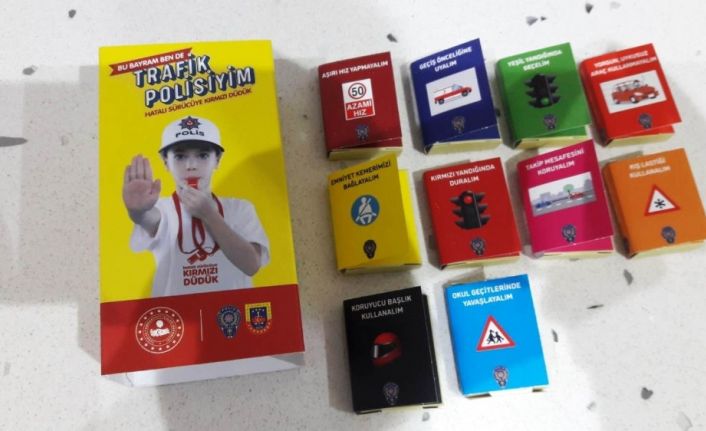 BU BAYRAM BEN DE
TRAFİK
POLİSİYİM
HATALI SÜRÜCÜYE KIRMIZI DÜDÜK
POLİS
KIRMIZI
DÜDÜK
AŞIRI HIZ YAPMAYALIM
50
AZAMİ
HIZ
GEÇİŞ ÖNCELİĞİNE
UYALIM
YEŞİL YANDIĞINDA
GEÇELİM
YORGUN, UYKUSUZ
ARAÇ KULLANMAYALIM
EMNİYET KEMERİMİZİ
BAĞLAYALIM
KIRMIZI YANDIĞINDA
DURALIM
TAKİP MESAFESİNİ
KORUYALIM
KIŞ LASTİĞİ
KULLANALIM
KORUYUCU BAŞLIK
KULLANALIM
OKUL GEÇİTLERİNDE
YAVAŞLAYALIM